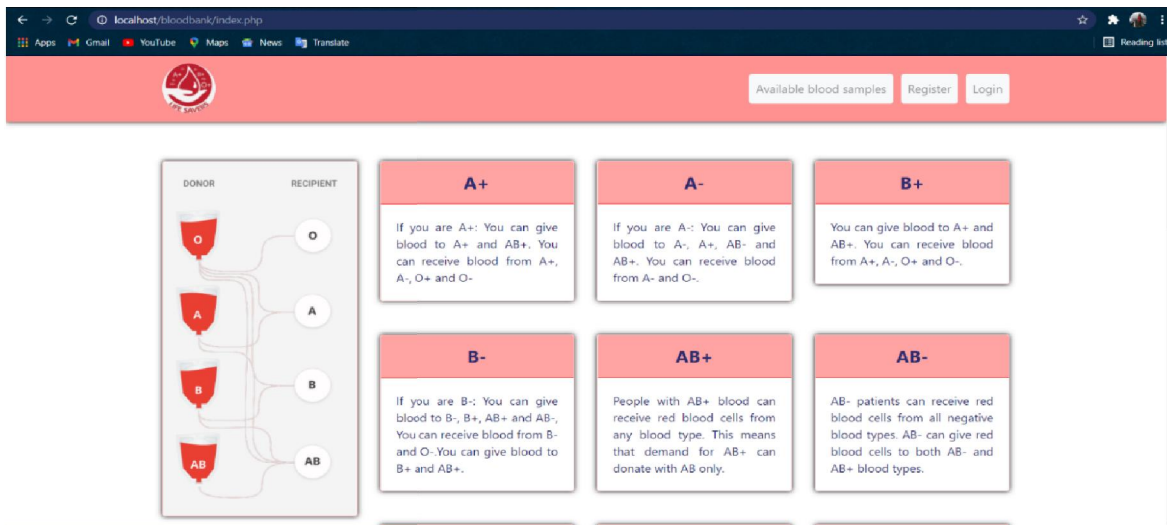 localhost/bloodbank/index.php
Apps Gmail YouTube Maps News Translate Reading list
LIFE SAVERS
Available blood samples Register Login
DONOR RECIPIENT
O O
A A
B B
AB AB
A+
If you are A+: You can give
blood to A+ and AB+. You
can receive blood from A+,
A-, O+ and O-
A-
If you are A-: You can give
blood to A-, A+, AB- and
AB+. You can receive blood
from A- and O-.
B+
You can give blood to A+ and
AB+. You can receive blood
from A+, A-, O+ and O-.
B-
If you are B-: You can give
blood to B-, B+, AB+ and AB-,
You can receive blood from B-
and O-.You can give blood to
B+ and AB+.
AB+
People with AB+ blood can
receive red blood cells from
any blood type. This means
that demand for AB+ can
donate with AB only.
AB-
AB- patients can receive red
blood cells from all negative
blood types. AB- can give red
blood cells to both AB- and
AB+ blood types.